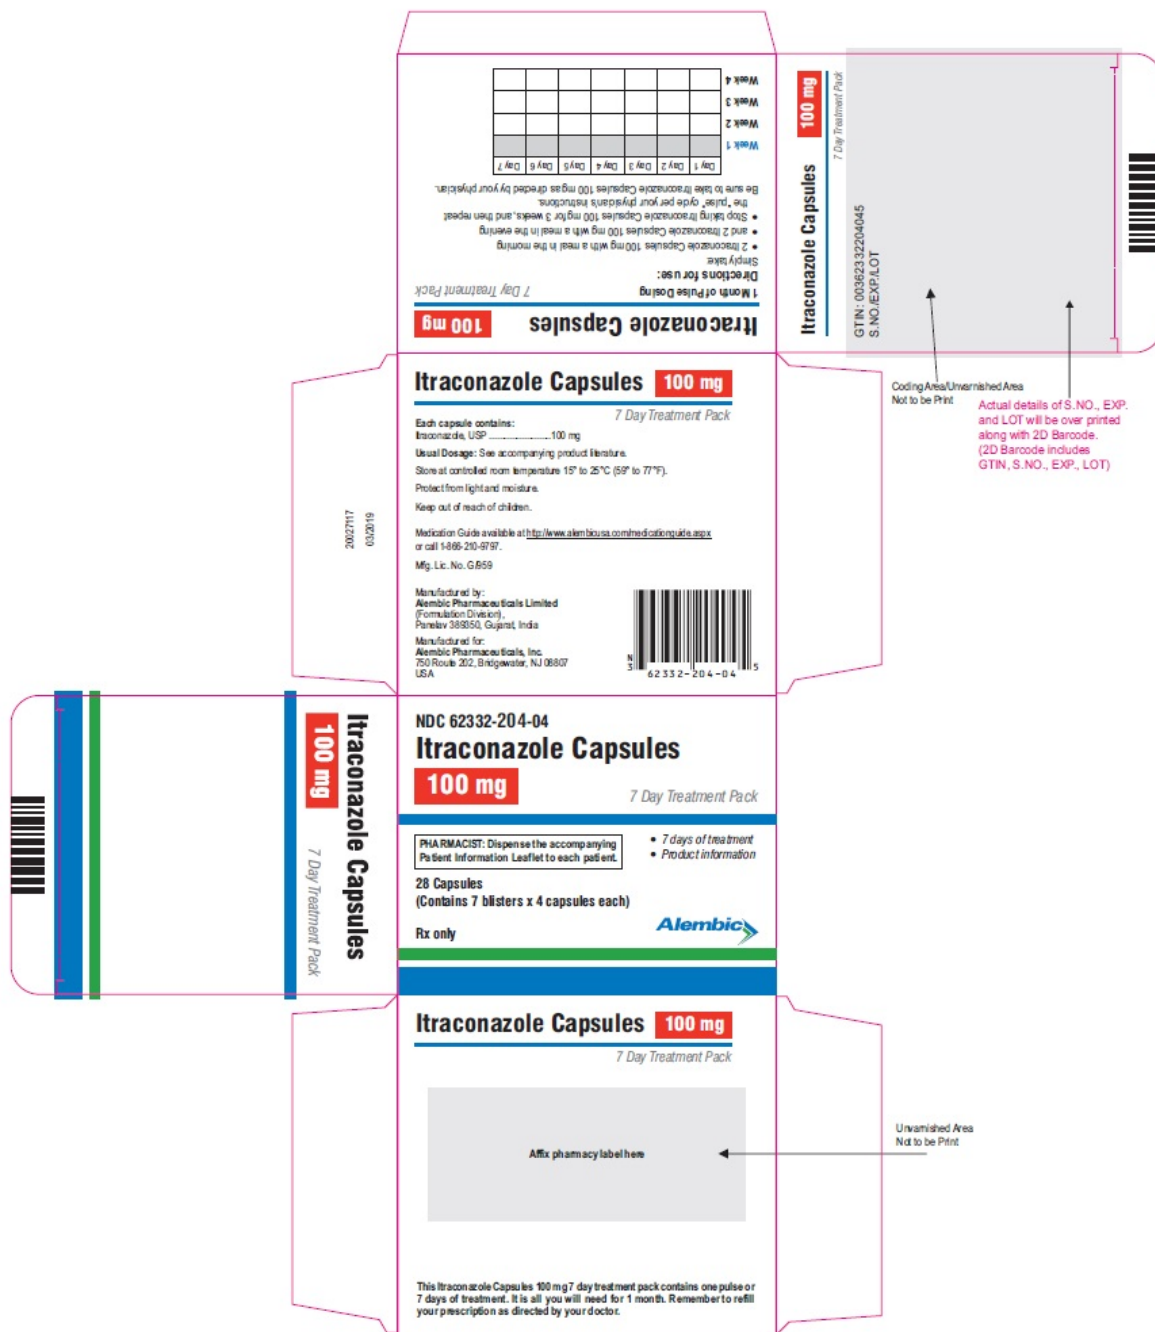 Itraconazole Capsules 100 mg
1 Month of Pulse Dosing 7 Day Treatment Pack
Directions for use:
Simply take:
• 2 Itraconazole Capsules 100 mg with a meal in the morning
• and 2 Itraconazole Capsules 100 mg with a meal in the evening
• Stop taking Itraconazole Capsules 100 mg for 3 weeks, and then repeat
the "pulse" cycle per your physician's instructions.
Be sure to take Itraconazole Capsules 100 mg as directed by your physician.
Day 1 Day 2 Day 3 Day 4 Day 5 Day 6 Day 7
Week 1
Week 2
Week 3
Week 4
Itraconazole Capsules 100 mg
7 Day Treatment Pack
GTIN: 00362332204045
S.NO./EXP./LOT
Coding Area/Unvarnished Area
Not to be Print
Actual details of S.NO., EXP.
and LOT will be over printed
along with 2D Barcode.
(2D Barcode includes
GTIN, S.NO., EXP., LOT)
Itraconazole Capsules 100 mg
7 Day Treatment Pack
Each capsule contains:
Itraconazole, USP ............................100 mg
Usual Dosage: See accompanying product literature.
Store at controlled room temperature 15° to 25°C (59° to 77°F).
Protect from light and moisture.
Keep out of reach of children.
Medication Guide available at http://www.alembicusa.com/medicationguide.aspx
or call 1-866-210-9797.
Mfg. Lic. No. G/959
Manufactured by:
Alembic Pharmaceuticals Limited
(Formulation Division),
Panelav 389350, Gujarat, India
Manufactured for:
Alembic Pharmaceuticals, Inc.
750 Route 202, Bridgewater, NJ 08807
USA
N
3 62332-204-04 5
20027117
03/2019
Itraconazole Capsules
100 mg 7 Day Treatment Pack
NDC 62332-204-04
Itraconazole Capsules
100 mg
7 Day Treatment Pack
PHARMACIST: Dispense the accompanying
Patient Information Leaflet to each patient.
• 7 days of treatment
• Product information
28 Capsules
(Contains 7 blisters x 4 capsules each)
Rx only
Alembic
Itraconazole Capsules 100 mg
7 Day Treatment Pack
Affix pharmacy label here
Unvarnished Area
Not to be Print
This Itraconazole Capsules 100 mg 7 day treatment pack contains one pulse or
7 days of treatment. It is all you will need for 1 month. Remember to refill
your prescription as directed by your doctor.